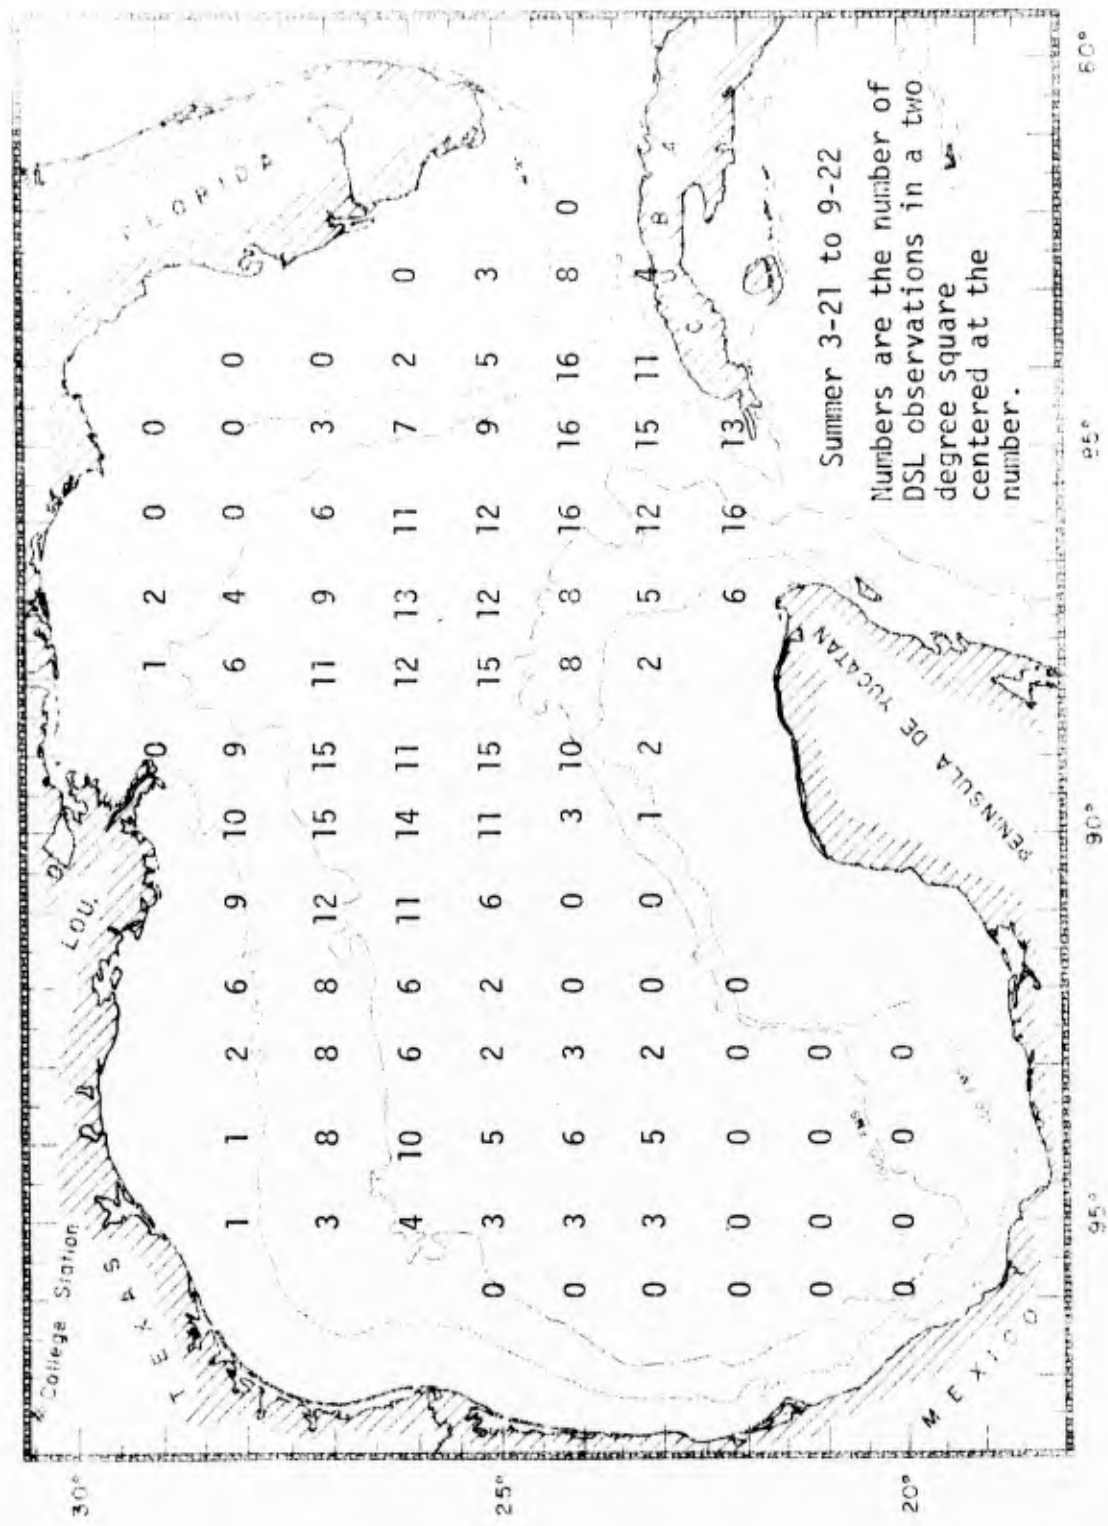 College Station
TEXAS
LOU.
FLORIDA
30°
0 1 2 0 0
1 1 2 6 9 10 9 6 4 0 0 0
3 8 8 8 12 15 15 11 9 6 3 0
4 10 6 6 11 14 11 12 13 11 7 2 0
25°
0 3 5 2 2 6 11 15 15 12 12 9 5 3
0 3 6 3 0 0 3 10 8 8 16 16 16 8 0
0 3 5 2 0 0 1 2 2 5 12 15 11 4
CUBA
0 0 0 0 0 6 16 13
0 0 0 0
20°
0 0 0 0
MEXICO
PENINSULA DE YUCATAN
Summer 3-21 to 9-22
Numbers are the number of
DSL observations in a two
degree square
centered at the
number.
95° 90° 85° 80°